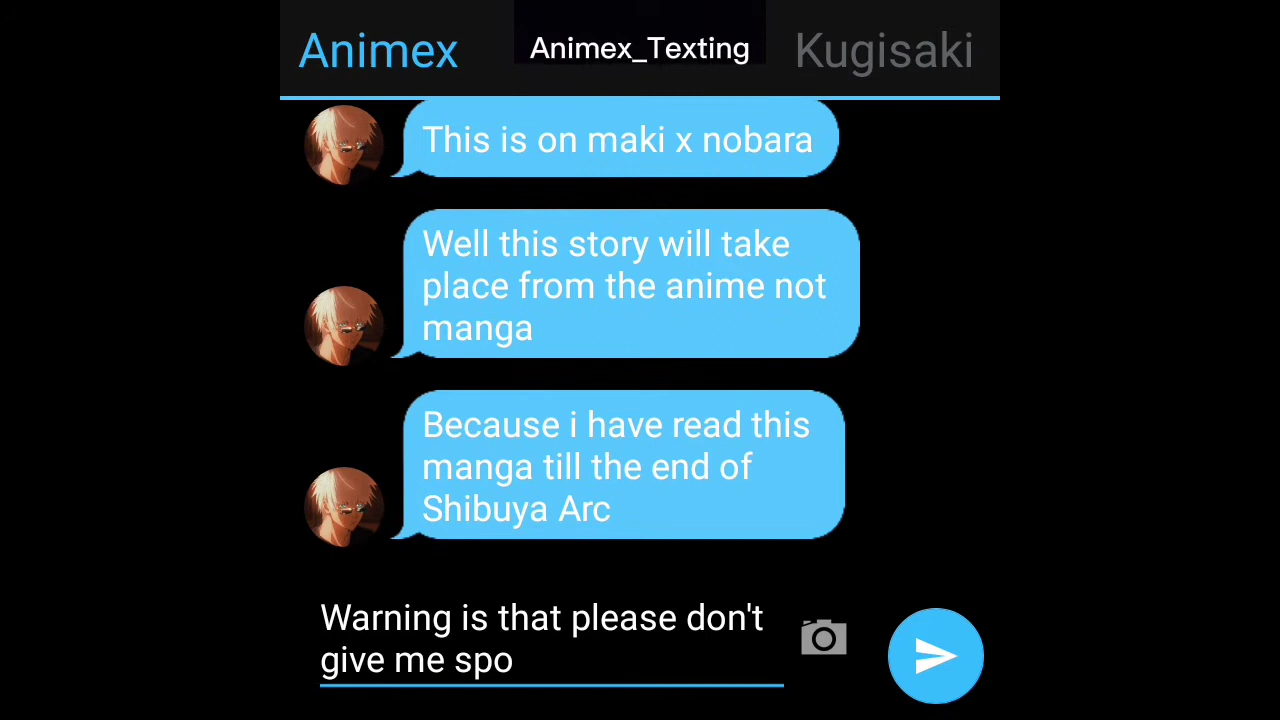 Animex
Animex_Texting
Kugisaki
This is on maki x nobara
Well this story will take
place from the anime not
manga
Because i have read this
manga till the end of
Shibuya Arc
Warning is that please don't
give me spo